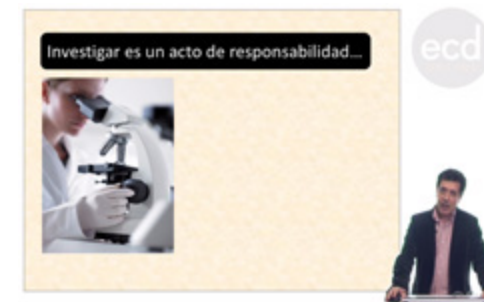 Investigar es un acto de responsabilidad...
ecd